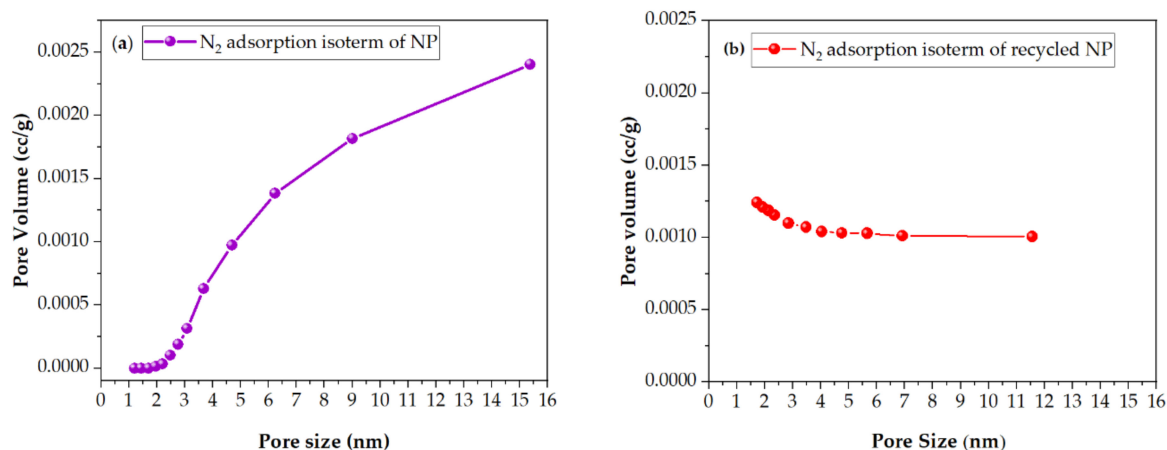 (a)
N₂ adsorption isoterm of NP
0.0025
0.0020
0.0015
0.0010
0.0005
0.0000
Pore Volume (cc/g)
0 1 2 3 4 5 6 7 8 9 10 11 12 13 14 15 16
Pore size (nm)
(b)
N₂ adsorption isoterm of recycled NP
0.0025
0.0020
0.0015
0.0010
0.0005
0.0000
Pore volume (cc/g)
0 1 2 3 4 5 6 7 8 9 10 11 12 13 14 15 16
Pore Size (nm)